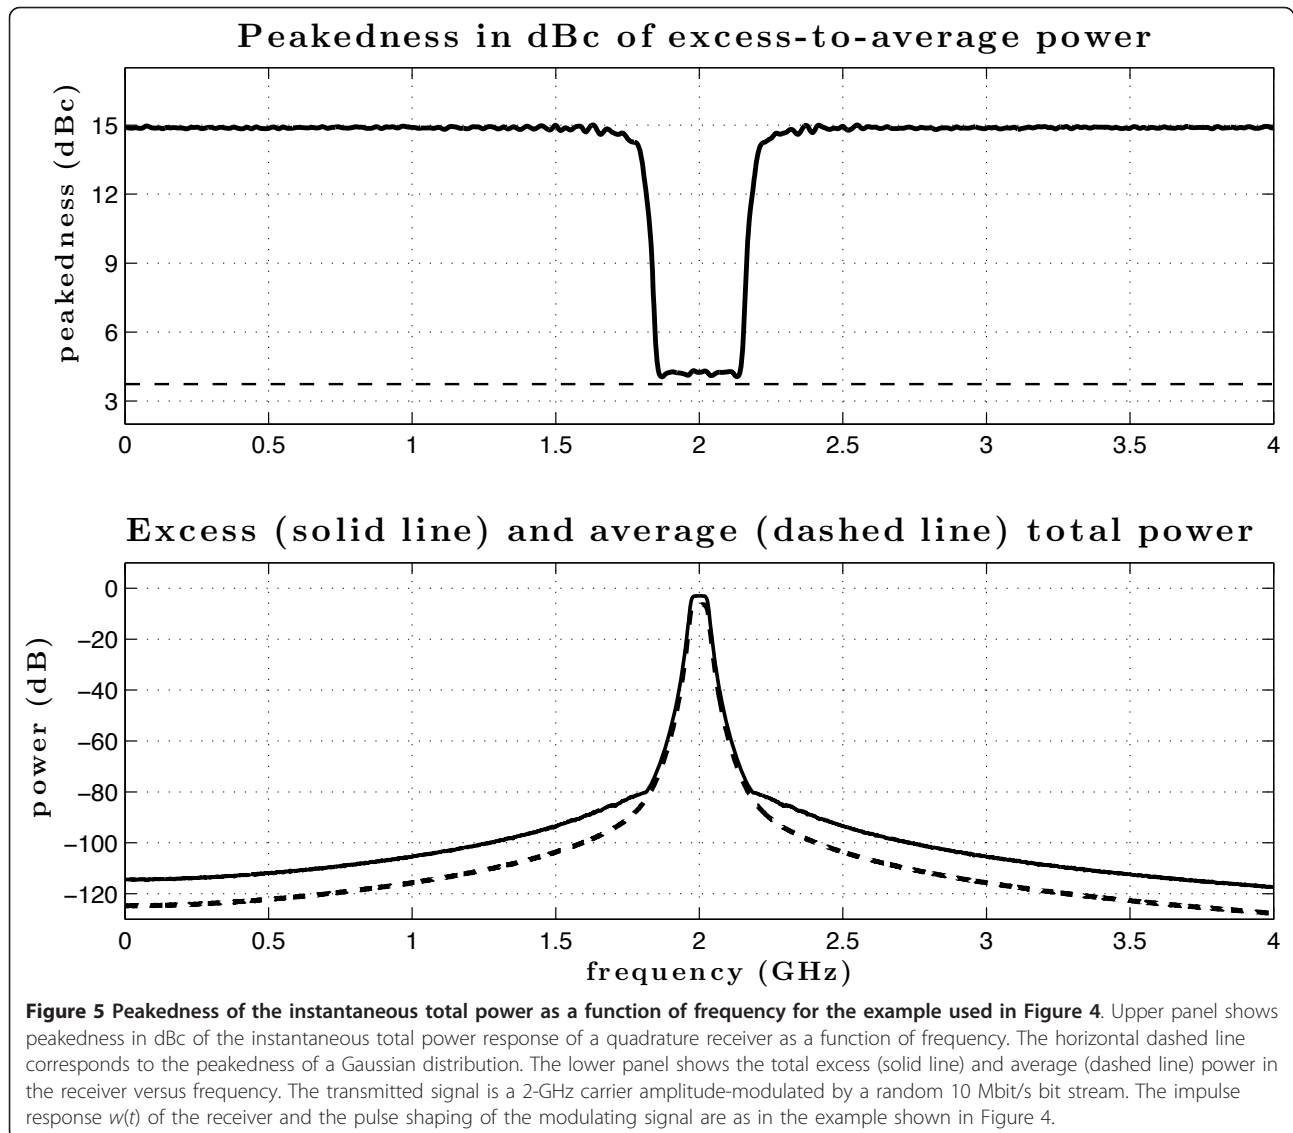 Peakedness in dBc of excess-to-average power
peakedness (dBc)
15
12
9
6
3
0 0.5 1 1.5 2 2.5 3 3.5 4
Excess (solid line) and average (dashed line) total power
power (dB)
0
−20
−40
−60
−80
−100
−120
0 0.5 1 1.5 2 2.5 3 3.5 4
frequency (GHz)
Figure 5 Peakedness of the instantaneous total power as a function of frequency for the example used in Figure 4. Upper panel shows
peakedness in dBc of the instantaneous total power response of a quadrature receiver as a function of frequency. The horizontal dashed line
corresponds to the peakedness of a Gaussian distribution. The lower panel shows the total excess (solid line) and average (dashed line) power in
the receiver versus frequency. The transmitted signal is a 2-GHz carrier amplitude-modulated by a random 10 Mbit/s bit stream. The impulse
response w(t) of the receiver and the pulse shaping of the modulating signal are as in the example shown in Figure 4.